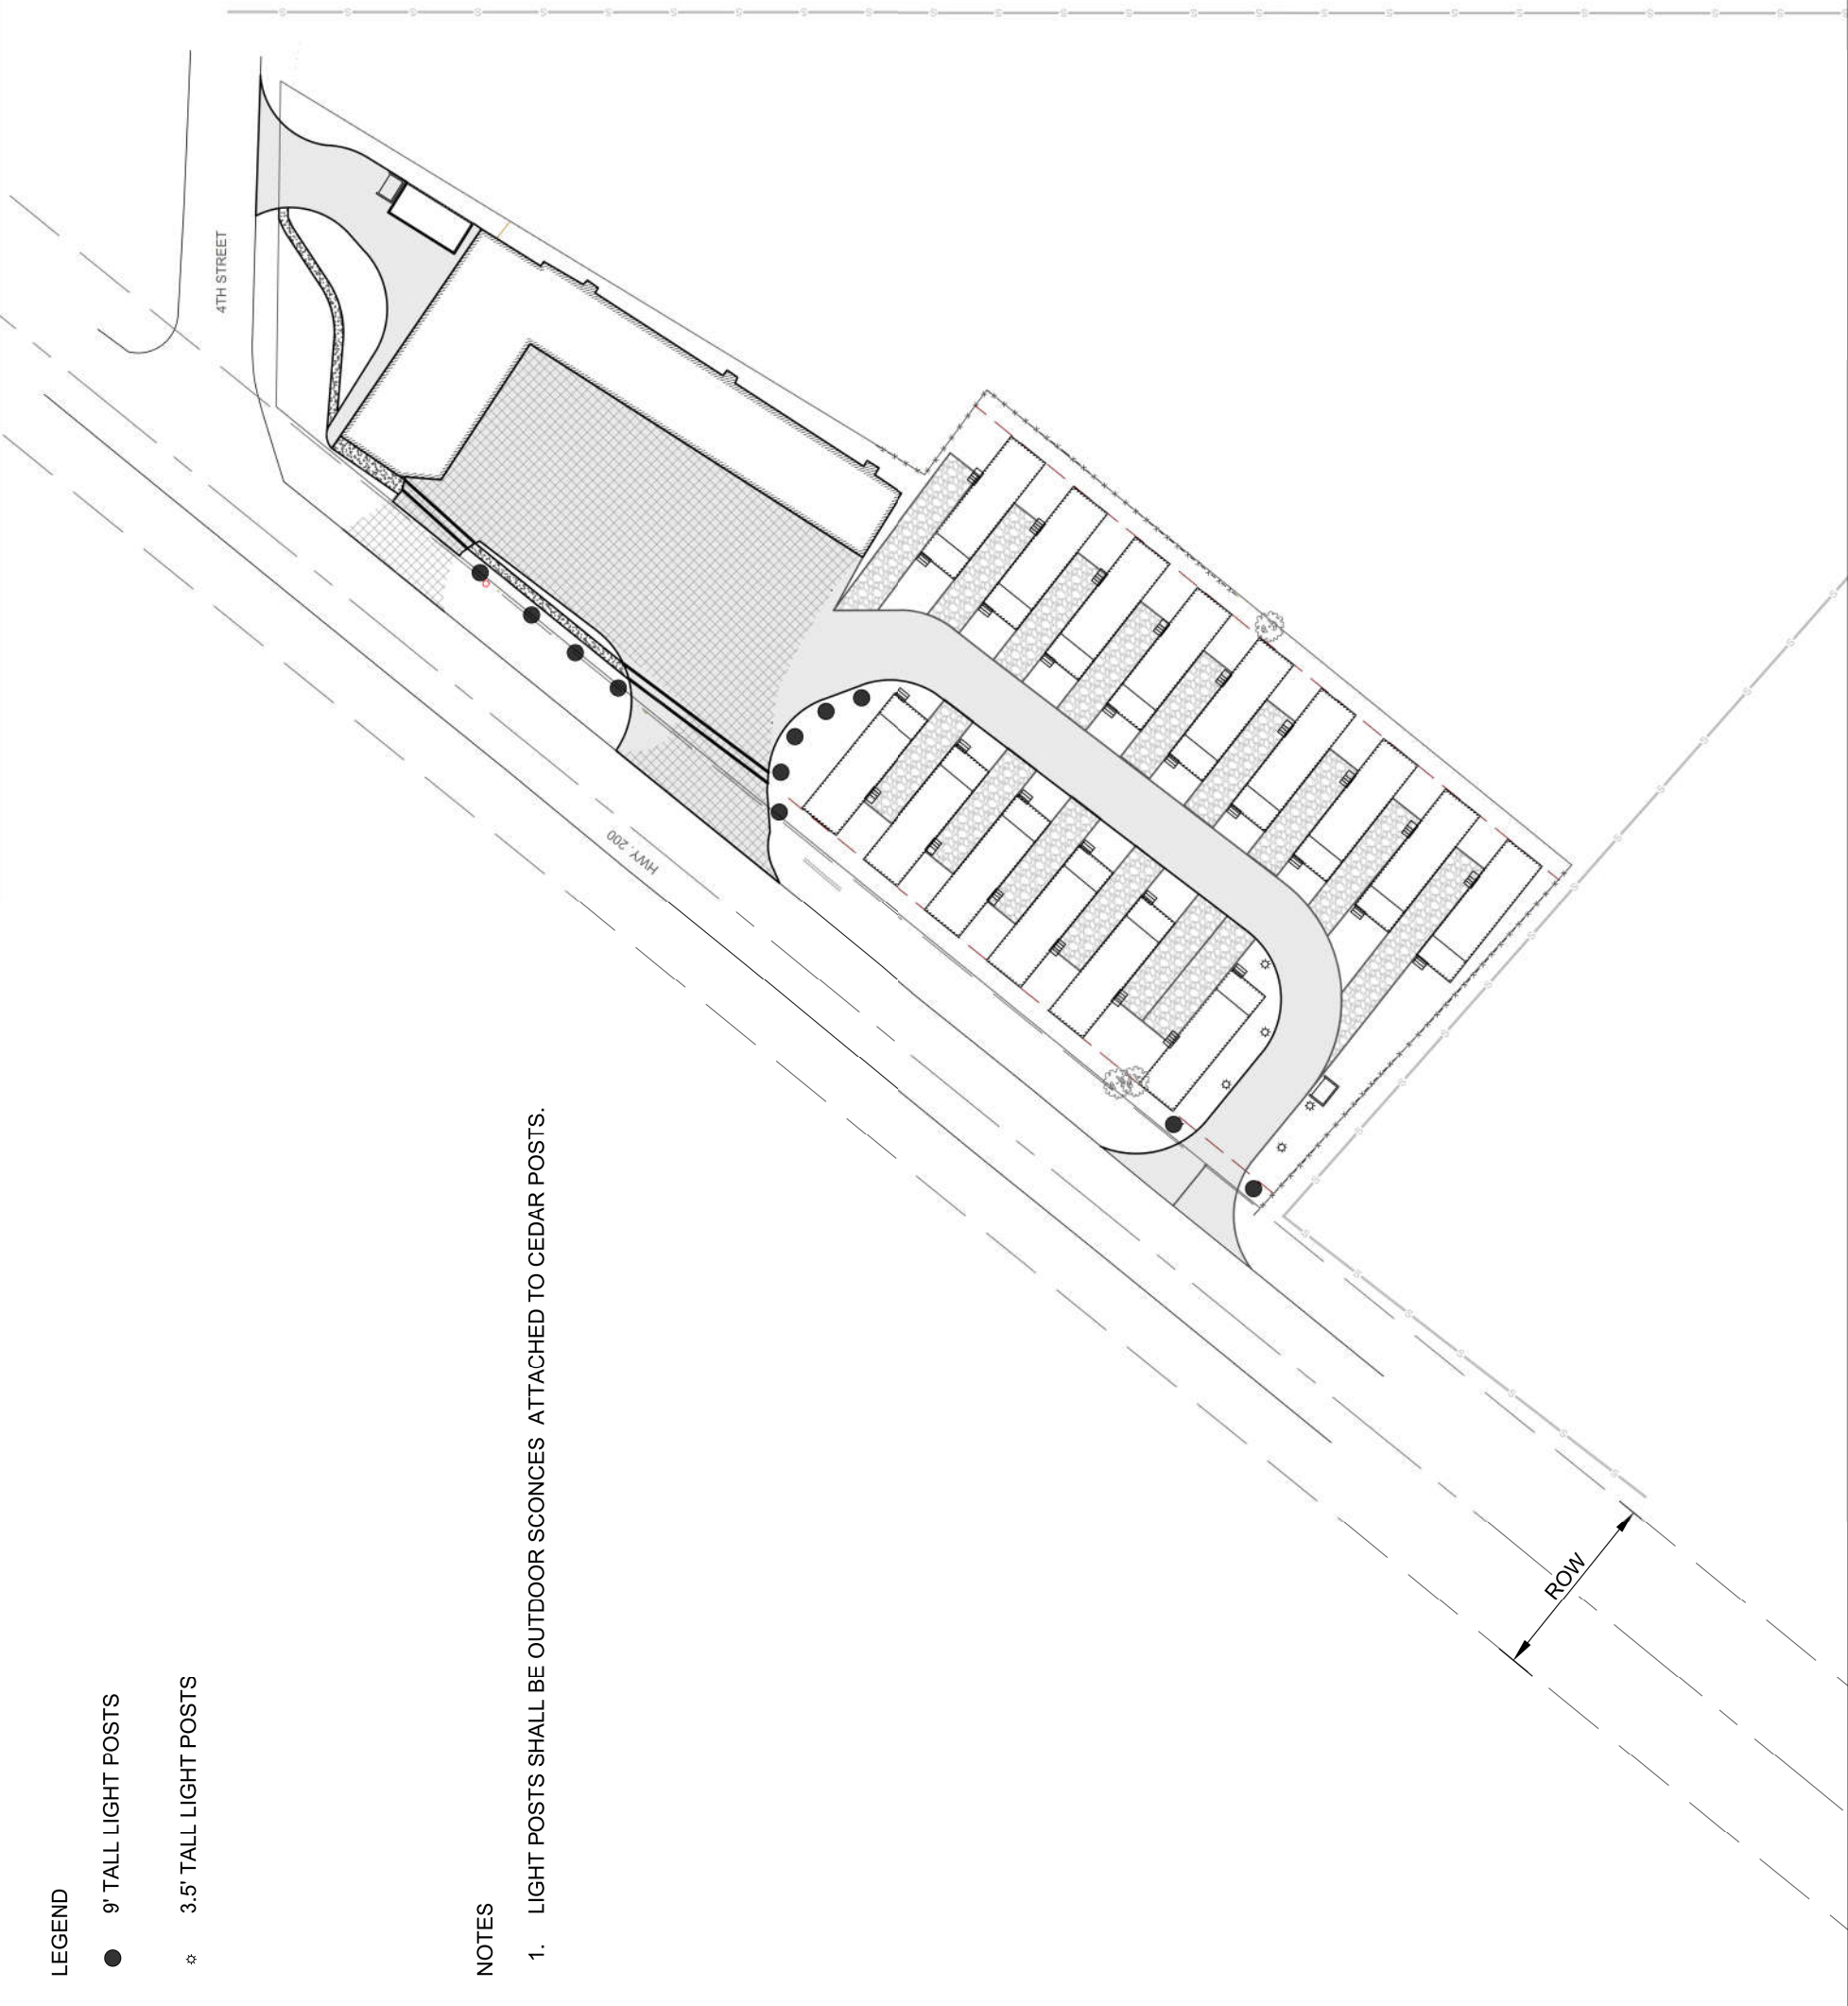 LEGEND
9' TALL LIGHT POSTS
3.5' TALL LIGHT POSTS
NOTES
1. LIGHT POSTS SHALL BE OUTDOOR SCONCES ATTACHED TO CEDAR POSTS.
4TH STREET
HWY. 200
ROW